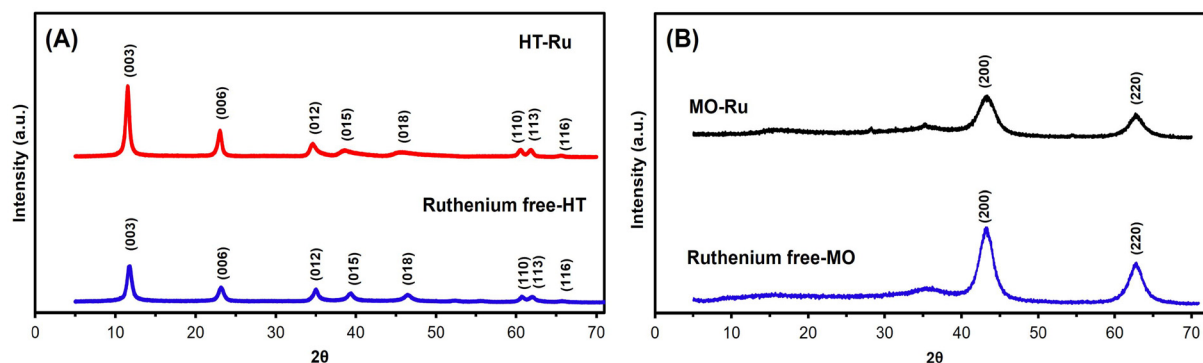 (A)
HT-Ru
(003)
(006)
(012)
(015)
(018)
(110)
(113)
(116)
Ruthenium free-HT
(003)
(006)
(012)
(015)
(018)
(110)
(113)
(116)
Intensity (a.u.)
0 10 20 30 40 50 60 70
2θ
(B)
MO-Ru
(200)
(220)
Ruthenium free-MO
(200)
(220)
Intensity (a.u.)
0 10 20 30 40 50 60 70
2θ